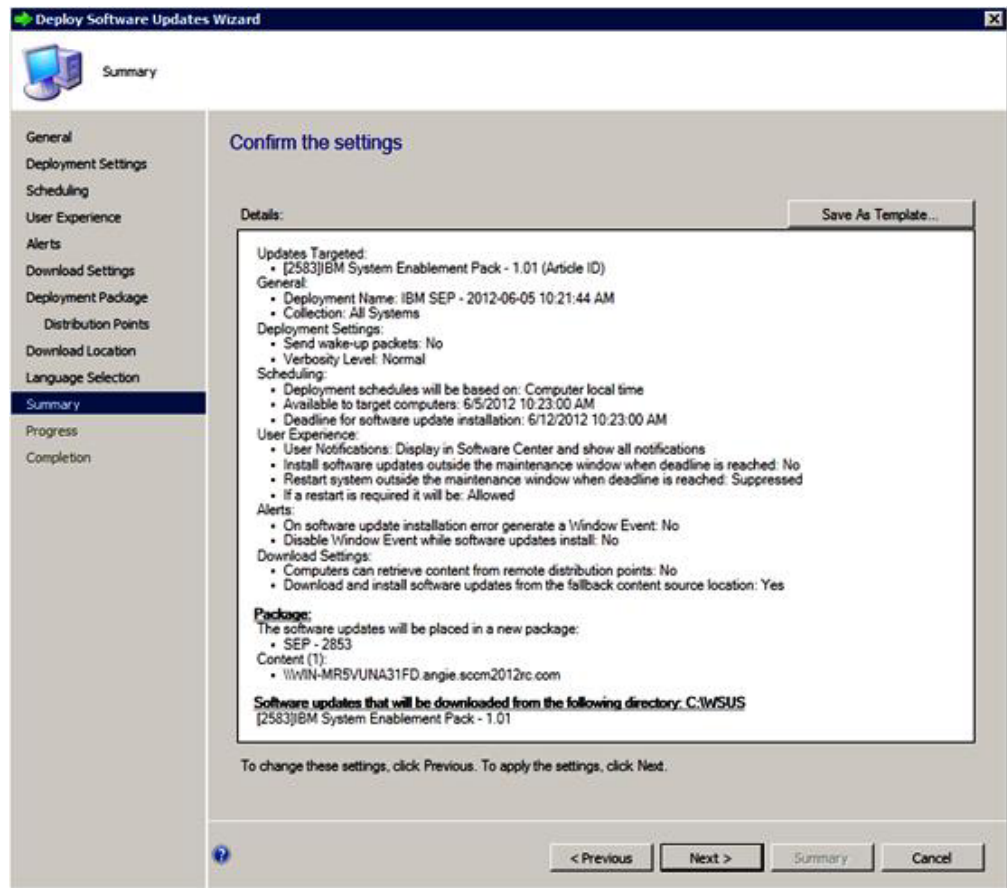 Deploy Software Updates Wizard
Summary
General
Deployment Settings
Scheduling
User Experience
Alerts
Download Settings
Deployment Package
Distribution Points
Download Location
Language Selection
Summary
Progress
Completion
Confirm the settings
Details:
Save As Template...
Updates Targeted:
• [2583]IBM System Enablement Pack - 1.01 (Article ID)
General:
• Deployment Name: IBM SEP - 2012-06-05 10:21:44 AM
• Collection: All Systems
Deployment Settings:
• Send wake-up packets: No
• Verbosity Level: Normal
Scheduling:
• Deployment schedules will be based on: Computer local time
• Available to target computers: 6/5/2012 10:23:00 AM
• Deadline for software update installation: 6/12/2012 10:23:00 AM
User Experience:
• User Notifications: Display in Software Center and show all notifications
• Install software updates outside the maintenance window when deadline is reached: No
• Restart system outside the maintenance window when deadline is reached: Suppressed
• If a restart is required it will be: Allowed
Alerts:
• On software update installation error generate a Window Event: No
• Disable Window Event while software updates install: No
Download Settings:
• Computers can retrieve content from remote distribution points: No
• Download and install software updates from the fallback content source location: Yes
Package:
The software updates will be placed in a new package:
• SEP - 2853
Content (1):
• \\\WIN-MR5VUNA31FD.angie.sccm2012rc.com
Software updates that will be downloaded from the following directory: C:\WSUS
[2583]IBM System Enablement Pack - 1.01
To change these settings, click Previous. To apply the settings, click Next.
< Previous
Next >
Summary
Cancel